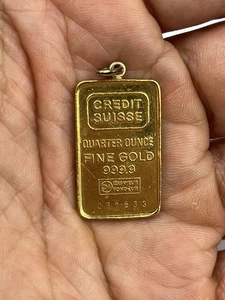 CREDIT
SUISSE
QUARTER OUNCE
FINE GOLD
999.9